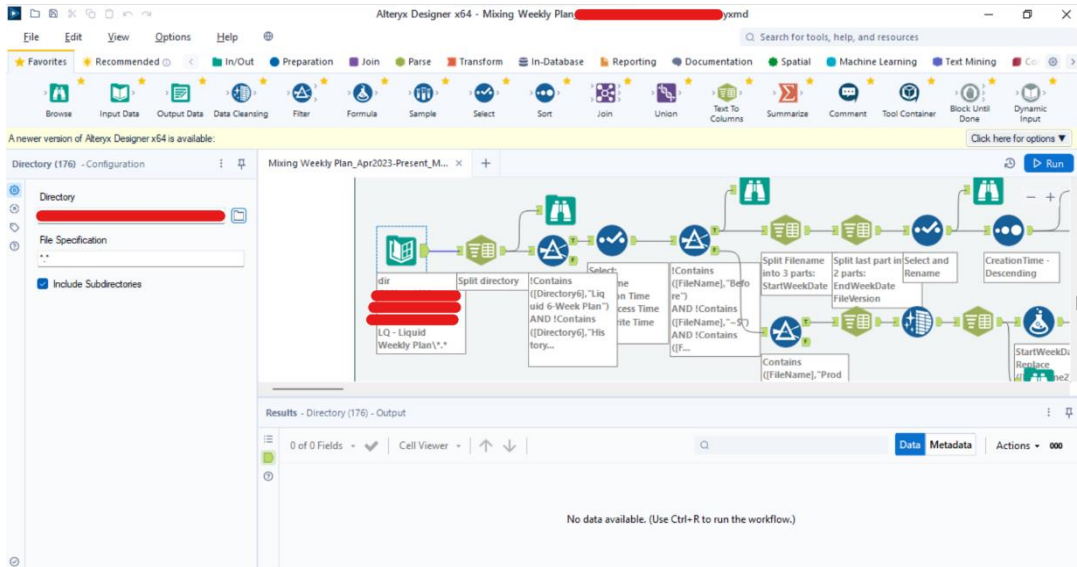 Alteryx Designer x64 - Mixing Weekly Plan
yxmd
File Edit View Options Help
Search for tools, help, and resources
Favorites Recommended In/Out Preparation Join Parse Transform In-Database Reporting Documentation Spatial Machine Learning Text Mining
Browse Input Data Output Data Data Cleansing Filter Formula Sample Select Sort Join Union Text To Columns Summarize Comment Tool Container Block Until Done Dynamic Input
A newer version of Alteryx Designer x64 is available:
Click here for options ▼
Directory (176) - Configuration
Mixing Weekly Plan_Apr2023-Present_M...
Run
Directory
File Specification
*.*
Include Subdirectories
dir
LQ - Liquid
Weekly Plan\*.*
Split directory
!Contains
([Directory6],"Liq
uid 6-Week Plan")
AND !Contains
([Directory6],"His
tory...
Select:
me
on Time
cess Time
ite Time
!Contains
([FileName],"Befo
re")
AND !Contains
([FileName],"~$")
AND !Contains
([F...
Contains
([FileName],"Prod
Split Filename
into 3 parts:
StartWeekDate
Split last part in
2 parts:
EndWeekDate
FileVersion
Select and
Rename
CreationTime -
Descending
StartWeekDa
Replace
Results - Directory (176) - Output
0 of 0 Fields Cell Viewer
Data Metadata Actions 000
No data available. (Use Ctrl+R to run the workflow.)